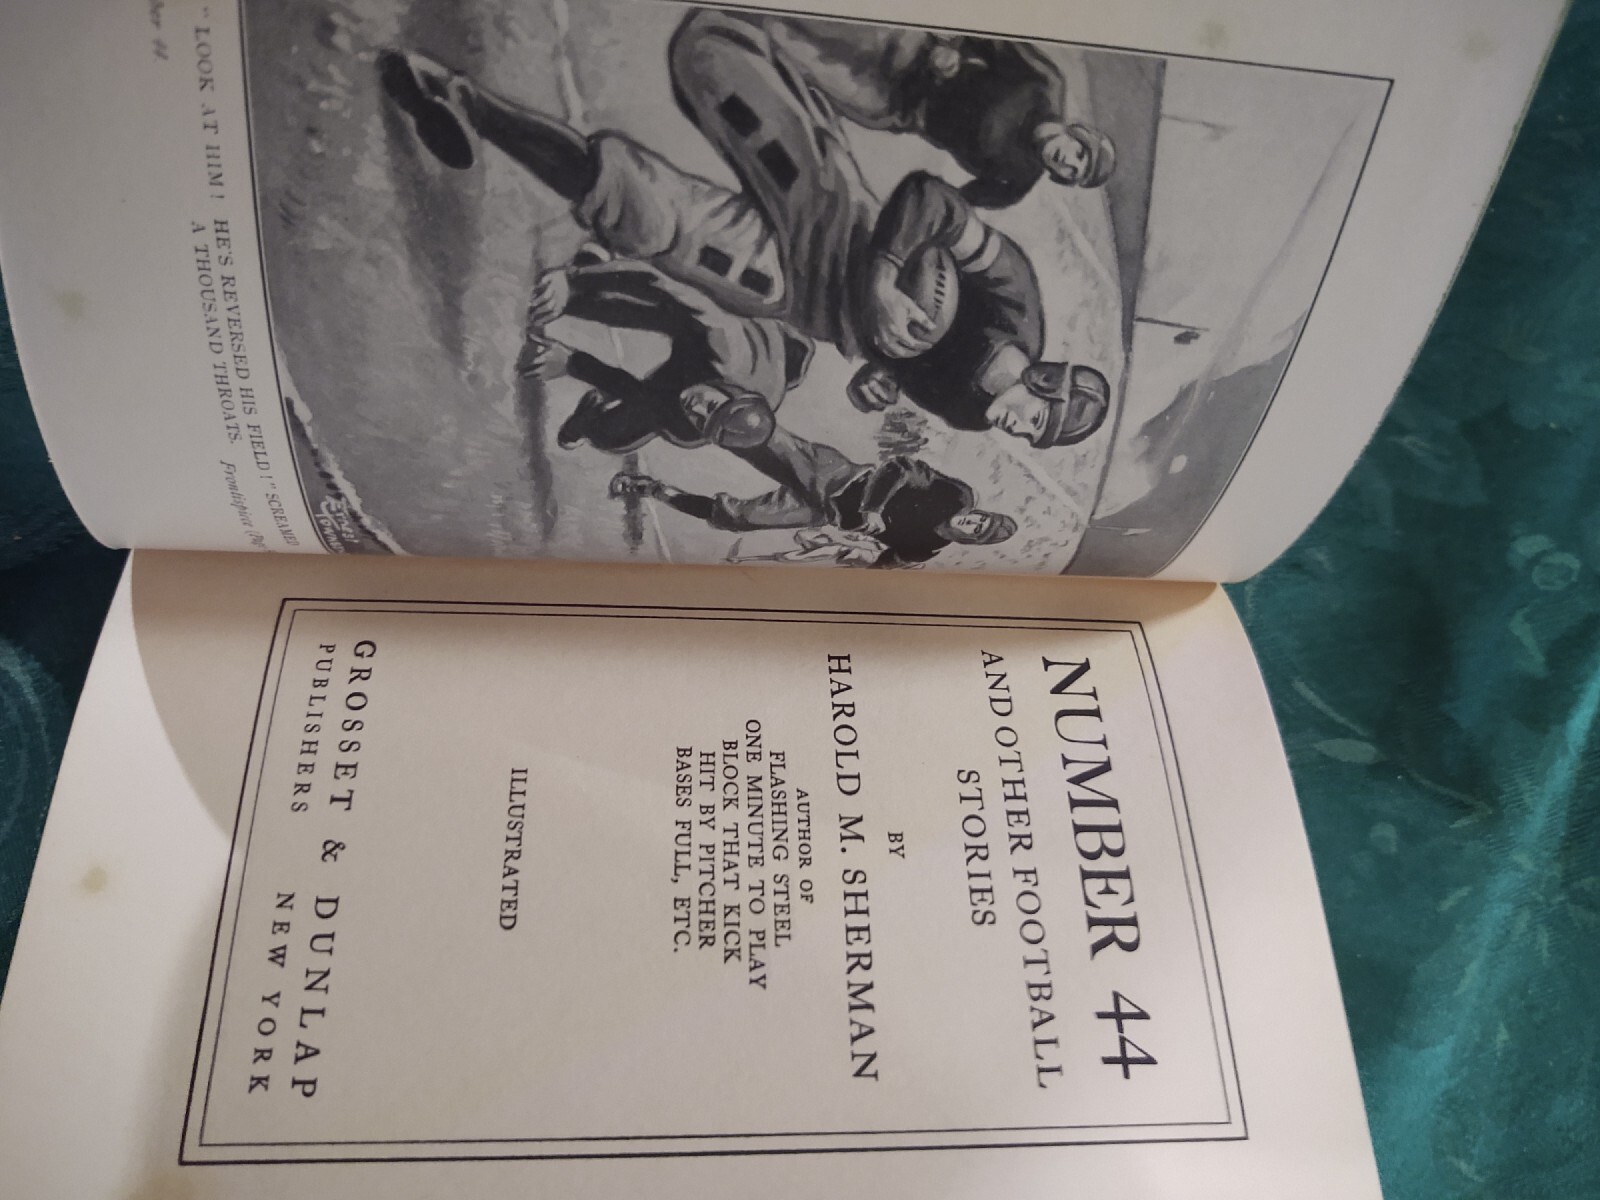 "LOOK AT HIM! HE'S REVERSED HIS FIELD!" SCREAMED
A THOUSAND THROATS.
Frontispiece
44
NUMBER 44
AND OTHER FOOTBALL
STORIES
BY
HAROLD M. SHERMAN
AUTHOR OF
FLASHING STEEL
ONE MINUTE TO PLAY
BLOCK THAT KICK
HIT BY PITCHER
BASES FULL, ETC.
ILLUSTRATED
GROSSET & DUNLAP
PUBLISHERS NEW YORK